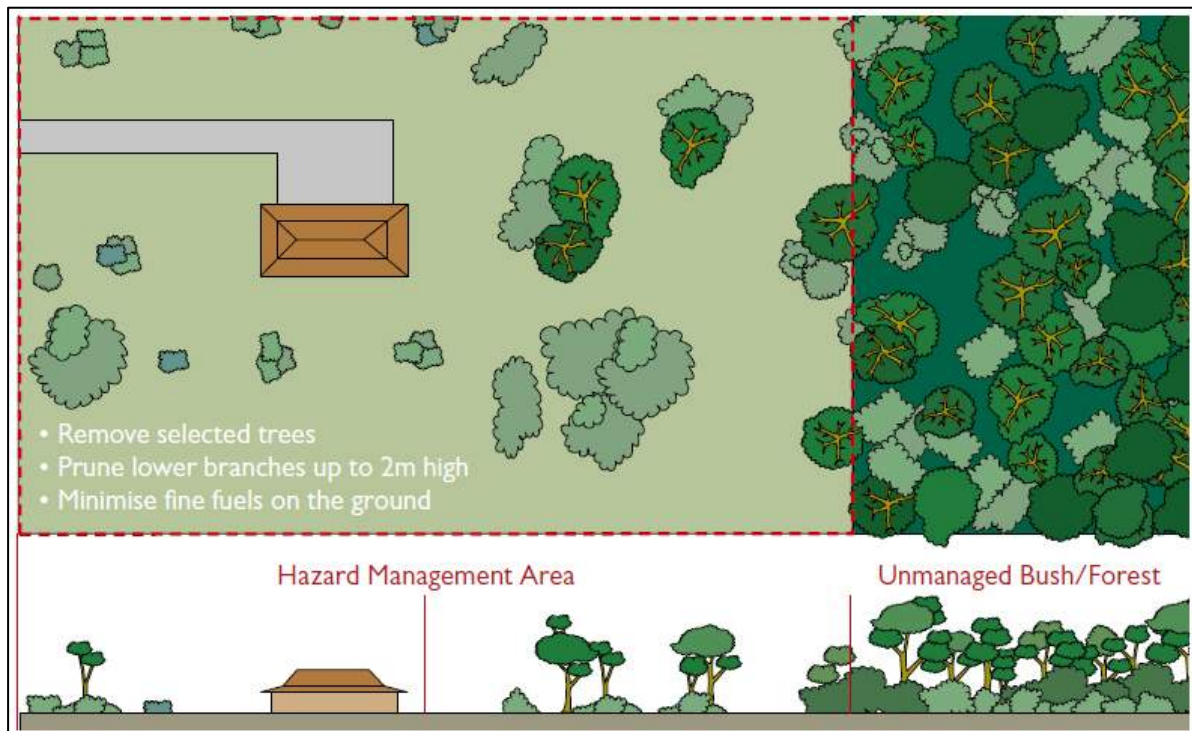 • Remove selected trees
• Prune lower branches up to 2m high
• Minimise fine fuels on the ground
Hazard Management Area
Unmanaged Bush/Forest